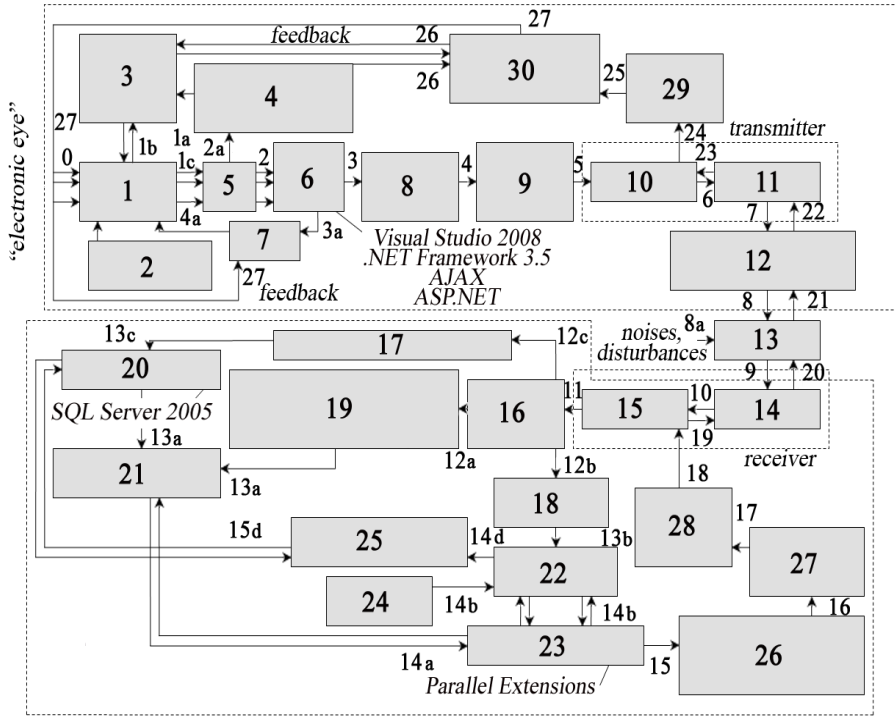 27
feedback 26
3
30
4
26
25
29
"electronic eye"
27
1b
1a
2a
24
transmitter
0
1c
2
3
4
5
23
1
5
6
8
9
10
11
4a
6
7
22
3a
7
Visual Studio 2008
.NET Framework 3.5
AJAX
ASP.NET
2
27
feedback
12
8
21
13c
17
12c
noises,
disturbances
8a
13
20
9
20
SQL Server 2005
19
16
11
15
10
14
19
13a
12a
receiver
21
13a
12b
18
18
28
17
15d
25
14d
13b
22
27
24
14b
14b
16
14a
23
15
26
Parallel Extensions